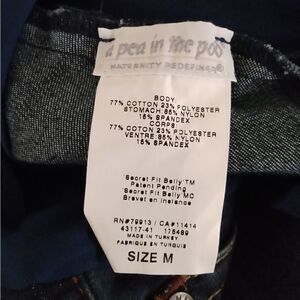 a pea in the pod
MATERNITY REDEFINED®
BODY
77% COTTON 23% POLYESTER
STOMACH: 85% NYLON
15% SPANDEX
CORPS
77% COTON 23% POLYESTER
VENTRE: 85% NYLON
15% SPANDEX
'Secret Fit Belly'TM
Patent Pending
'Secret Fit Belly'MC
Brevet en instance
RN#79913 / CA#11414
43117-41 175489
MADE IN TURKEY
FABRIQUE EN TURQUIE
SIZE M